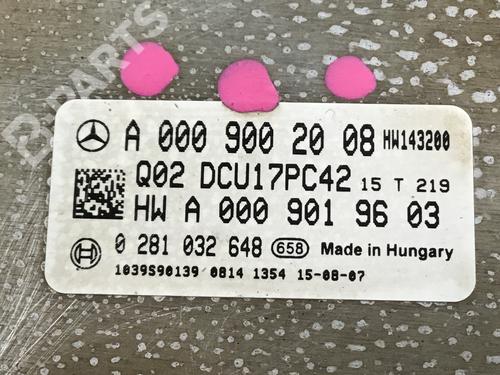 B-PARTS
A 000 900 20 08 HW143200
Q02 DCU17PC42 15 T 219
HW A 000 901 96 03
0 281 032 648 658 Made in Hungary
1039S90139 0814 1354 15-08-07